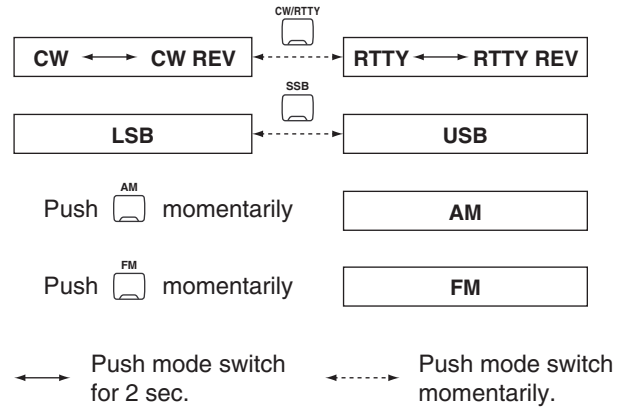 CW/RTTY
CW CW REV RTTY RTTY REV
SSB
LSB USB
AM
Push momentarily AM
FM
Push momentarily FM
Push mode switch
for 2 sec.
Push mode switch
momentarily.